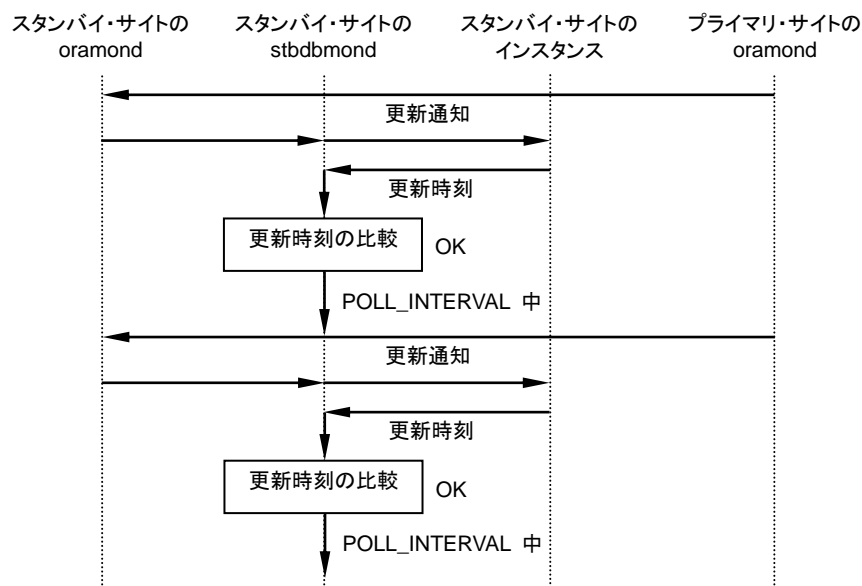 スタンバイ・サイトの
oramond
スタンバイ・サイトの
stbdbmond
スタンバイ・サイトの
インスタンス
プライマリ・サイトの
oramond
更新通知
更新時刻
更新時刻の比較
OK
POLL_INTERVAL 中
更新通知
更新時刻
更新時刻の比較
OK
POLL_INTERVAL 中